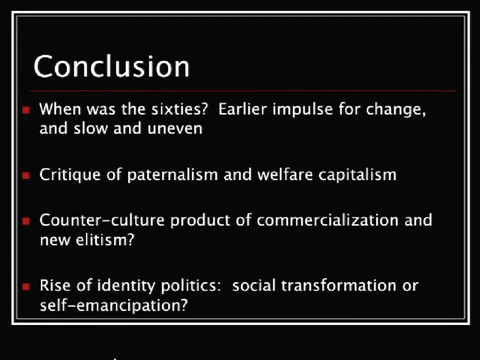 Conclusion
When was the sixties? Earlier impulse for change,
and slow and uneven
Critique of paternalism and welfare capitalism
Counter-culture product of commercialization and
new elitism?
Rise of identity politics: social transformation or
self-emancipation?